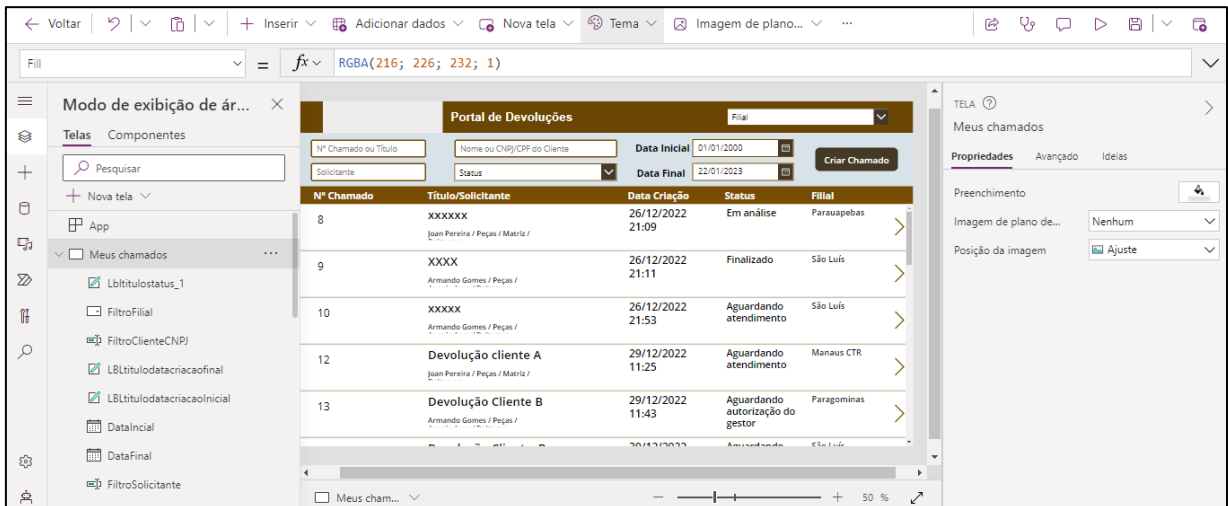 Voltar Inserir Adicionar dados Nova tela Tema Imagem de plano... ...
Fill = fx RGBA(216; 226; 232; 1)
Modo de exibição de ár...
Telas Componentes
Pesquisar
Nova tela
App
Meus chamados ...
Lbltitulostatus_1
FiltroFilial
FiltroClienteCNPJ
LBLtitulodatacriacaofinal
LBLtitulodatacriacaoInicial
DataIncial
DataFinal
FiltroSolicitante
Portal de Devoluções Filial
Nº Chamado ou Título Nome ou CNPJ/CPF do Cliente Data Inicial 01/01/2000
Criar Chamado
Solicitante Status Data Final 22/01/2023
Nº Chamado Título/Solicitante Data Criação Status Filial
8 xxxxxx 26/12/2022 Em análise Parauapebas
21:09
Joan Pereira / Peças / Matriz /
9 XXXX 26/12/2022 Finalizado São Luís
21:11
Armando Gomes / Peças /
10 xxxxx 26/12/2022 Aguardando São Luís
21:53 atendimento
Armando Gomes / Peças /
12 Devolução cliente A 29/12/2022 Aguardando Manaus CTR
11:25 atendimento
Joan Pereira / Peças / Matriz /
13 Devolução Cliente B 29/12/2022 Aguardando Paragominas
11:43 autorização do
Armando Gomes / Peças / gestor
Meus cham... 50 %
TELA
Meus chamados
Propriedades Avançado Ideias
Preenchimento
Imagem de plano de... Nenhum
Posição da imagem Ajuste